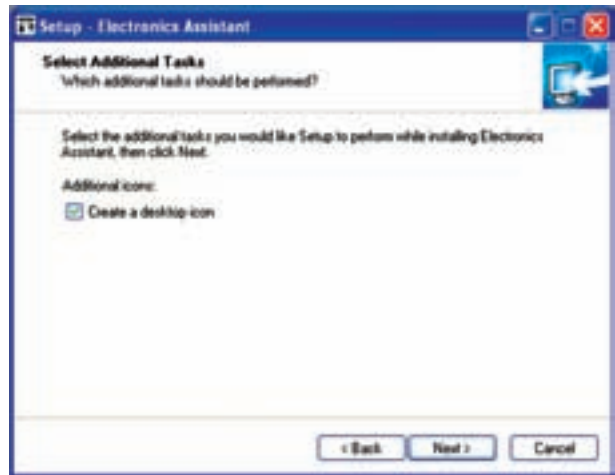 Setup - Electronics Assistant
Select Additional Tasks
Which additional tasks should be performed?
Select the additional tasks you would like Setup to perform while installing Electronics
Assistant, then click Next.
Additional icons:
Create a desktop icon
< Back
Next >
Cancel